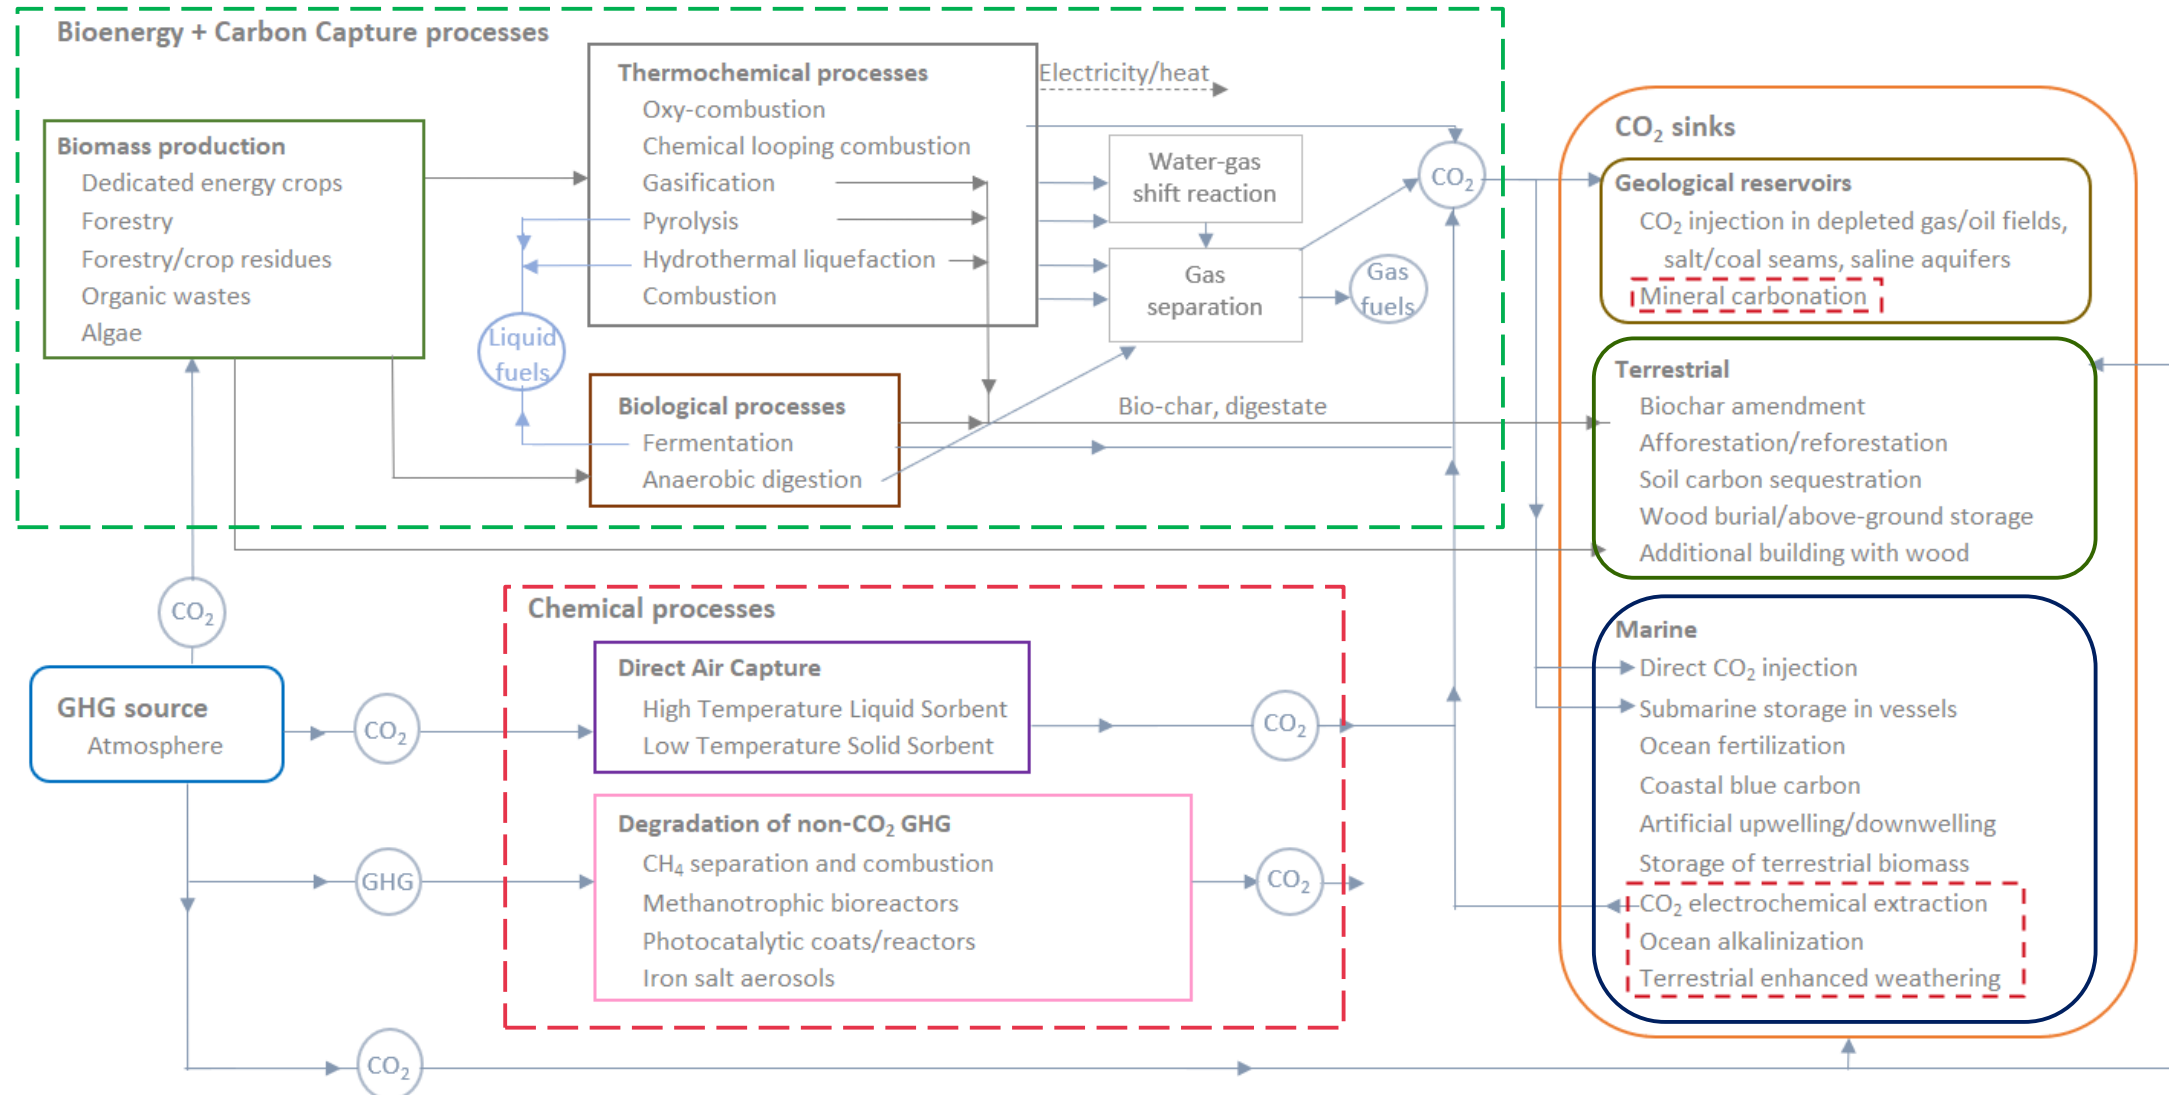 Bioenergy + Carbon Capture processes
Biomass production
Dedicated energy crops
Forestry
Forestry/crop residues
Organic wastes
Algae
Thermochemical processes
Oxy-combustion
Chemical looping combustion
Gasification
Pyrolysis
Hydrothermal liquefaction
Combustion
Liquid
fuels
Biological processes
Fermentation
Anaerobic digestion
Electricity/heat
Water-gas
shift reaction
Gas
separation
CO₂
Gas
fuels
Bio-char, digestate
CO₂
GHG source
Atmosphere
CO₂
GHG
CO₂
Chemical processes
Direct Air Capture
High Temperature Liquid Sorbent
Low Temperature Solid Sorbent
CO₂
Degradation of non-CO₂ GHG
CH₄ separation and combustion
Methanotrophic bioreactors
Photocatalytic coats/reactors
Iron salt aerosols
CO₂
CO₂ sinks
Geological reservoirs
CO₂ injection in depleted gas/oil fields,
salt/coal seams, saline aquifers
Mineral carbonation
Terrestrial
Biochar amendment
Afforestation/reforestation
Soil carbon sequestration
Wood burial/above-ground storage
Additional building with wood
Marine
Direct CO₂ injection
Submarine storage in vessels
Ocean fertilization
Coastal blue carbon
Artificial upwelling/downwelling
Storage of terrestrial biomass
CO₂ electrochemical extraction
Ocean alkalinization
Terrestrial enhanced weathering